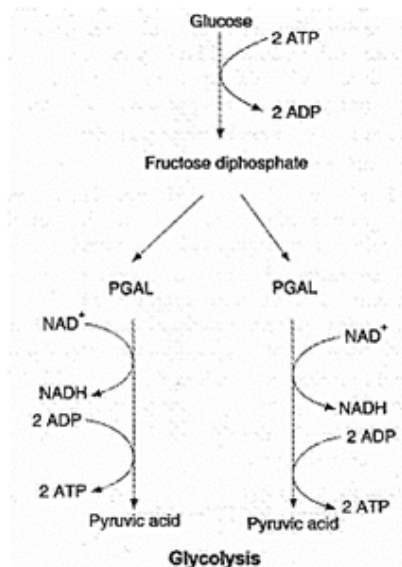 Glucose
2 ATP
2 ADP
Fructose diphosphate
PGAL PGAL
NAD+ NAD+
NADH NADH
2 ADP 2 ADP
2 ATP 2 ATP
Pyruvic acid Pyruvic acid
Glycolysis